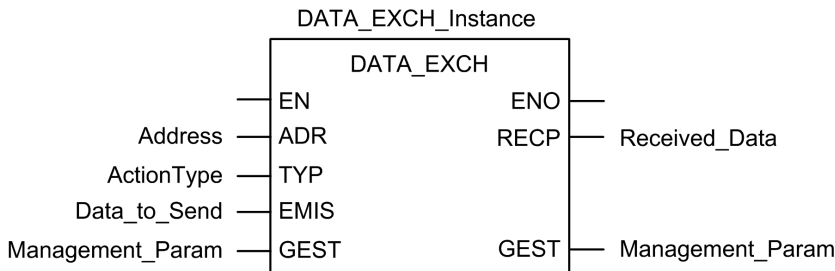 DATA_EXCH_Instance
DATA_EXCH
EN ENO
Address ADR RECP Received_Data
ActionType TYP
Data_to_Send EMIS
Management_Param GEST GEST Management_Param